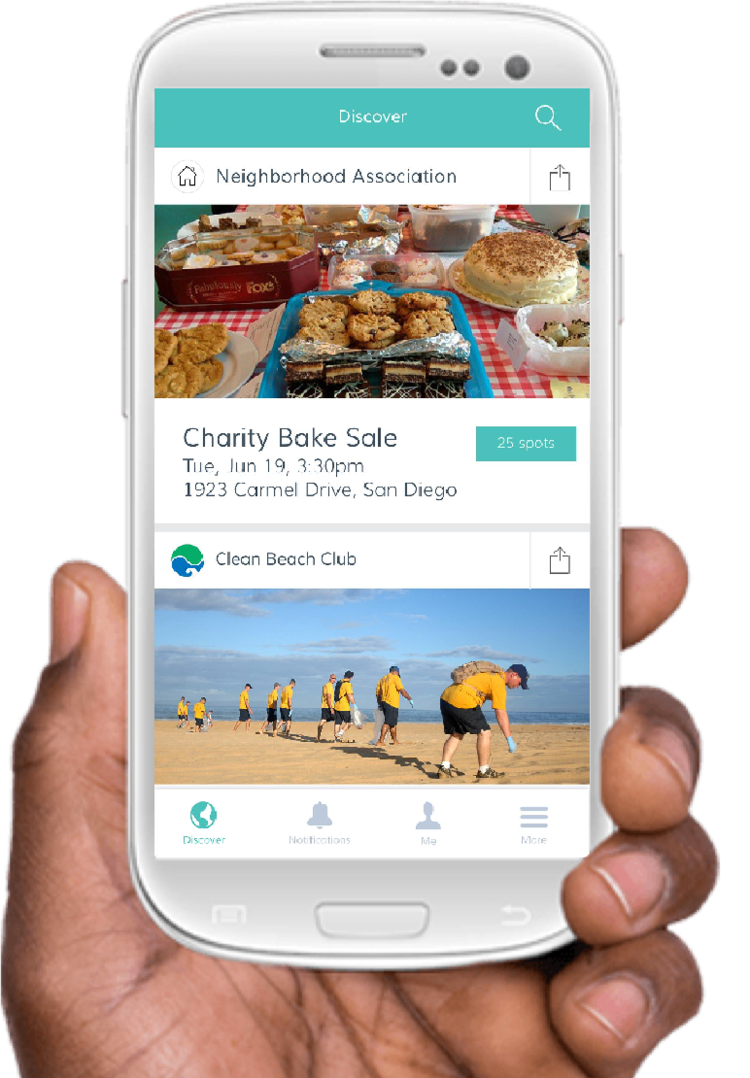 Discover
Neighborhood Association
Fabulously Fox's
Charity Bake Sale
25 spots
Tue, Jun 19, 3:30pm
1923 Carmel Drive, San Diego
Clean Beach Club
Discover
Notifications
Me
More